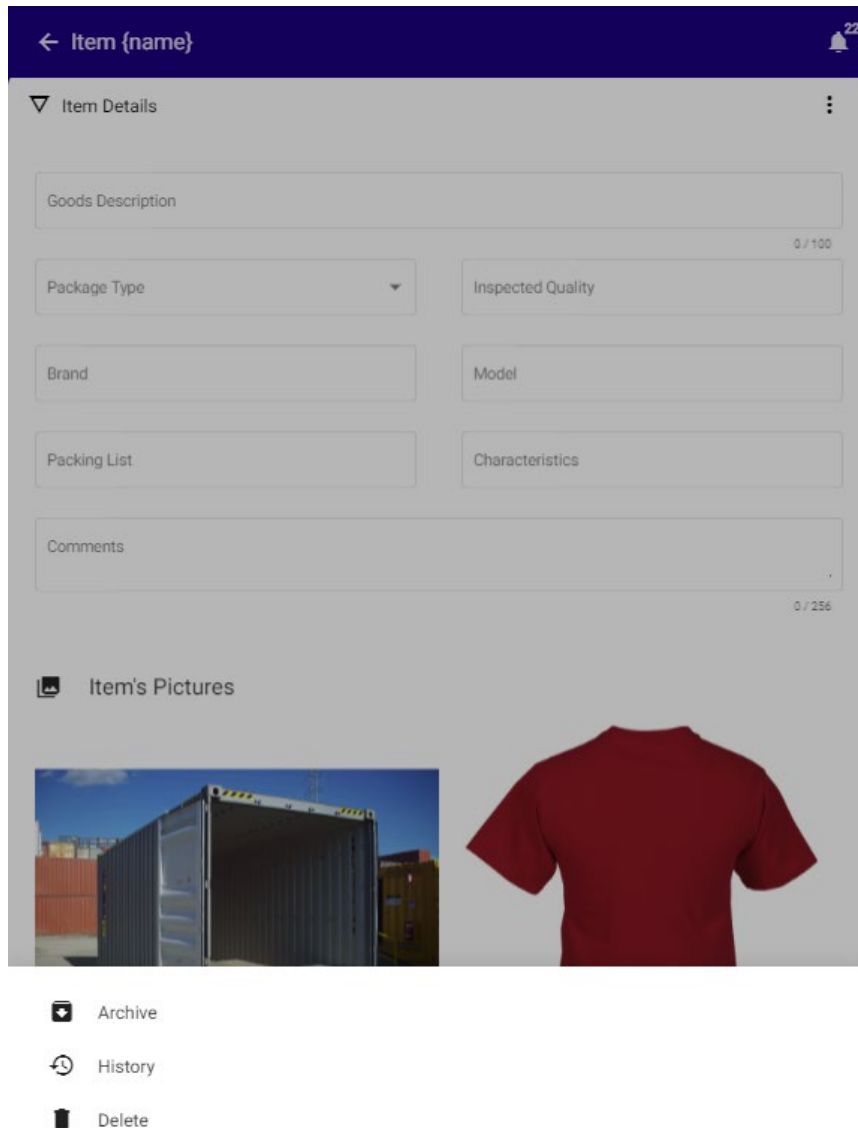 Item {name}
22
Item Details
Goods Description
0 / 100
Package Type
Inspected Quality
Brand
Model
Packing List
Characteristics
Comments
0 / 256
Item's Pictures
Archive
History
Delete